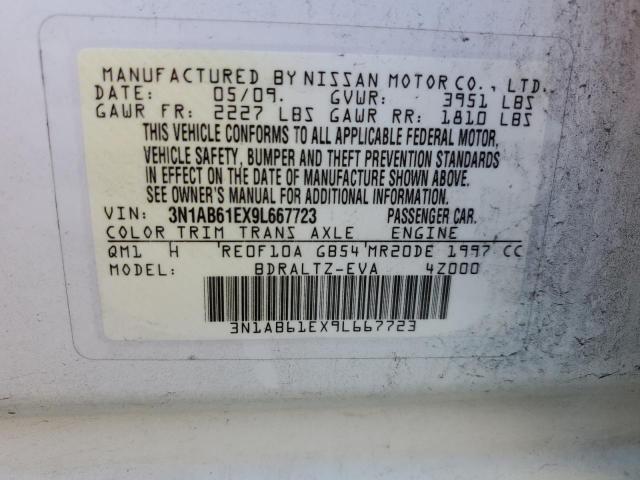 MANUFACTURED BY NISSAN MOTOR CO., LTD.
DATE: 05/09. GVWR: 3951 LBS
GAWR FR: 2227 LBS GAWR RR: 1810 LBS
THIS VEHICLE CONFORMS TO ALL APPLICABLE FEDERAL MOTOR
VEHICLE SAFETY, BUMPER AND THEFT PREVENTION STANDARDS
IN EFFECT ON THE DATE OF MANUFACTURE SHOWN ABOVE.
SEE OWNER'S MANUAL FOR ADDITIONAL INFORMATION.
VIN: 3N1AB61EX9L667723 PASSENGER CAR.
COLOR TRIM TRANS AXLE ENGINE
QM1 H RE0F10A GB54 MR20DE 1997 CC
MODEL: BDRALTZ-EVA 4Z000
3N1AB61EX9L667723